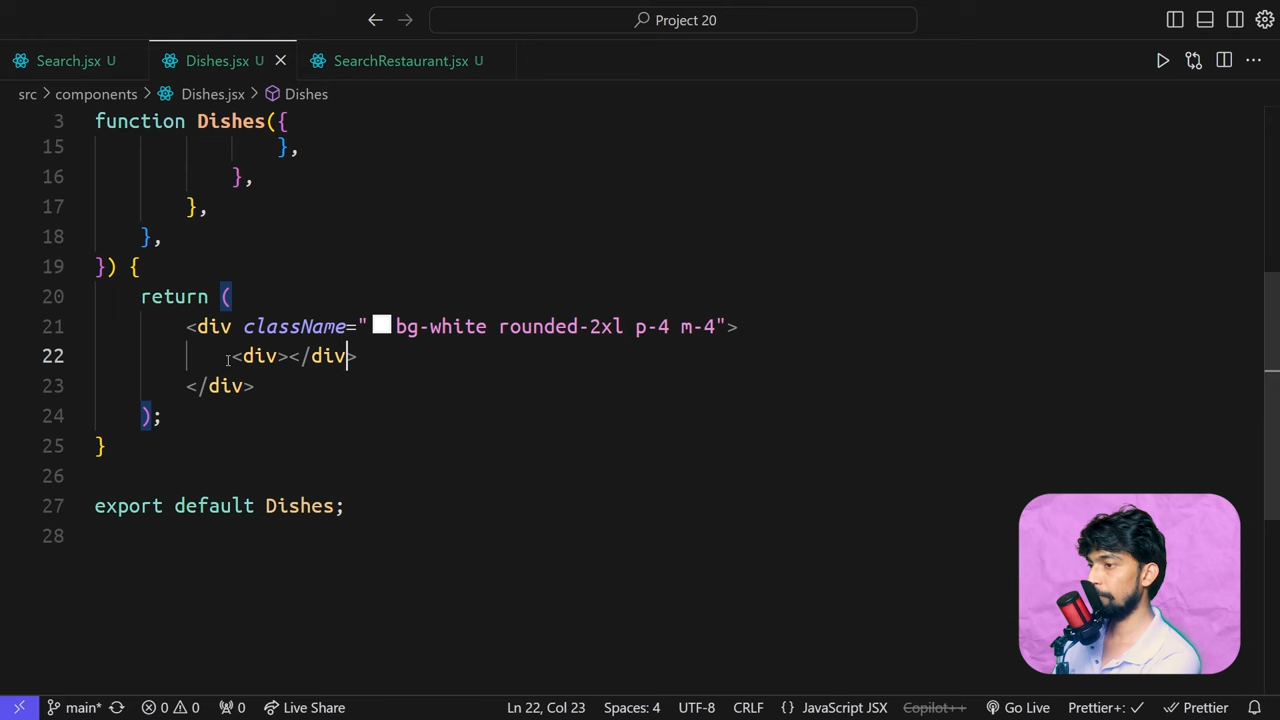 Project 20
Search.jsx U
Dishes.jsx U
SearchRestaurant.jsx U
src > components > Dishes.jsx > Dishes
3 function Dishes({
15 },
16 },
17 },
18 },
19 }) {
20 return (
21 <div className="bg-white rounded-2xl p-4 m-4">
22 <div></div>
23 </div>
24 );
25 }
26
27 export default Dishes;
28
main* 0 0 0 Live Share Ln 22, Col 23 Spaces: 4 UTF-8 CRLF {} JavaScript JSX Copilot++ Go Live Prettier+: ✓ Prettier